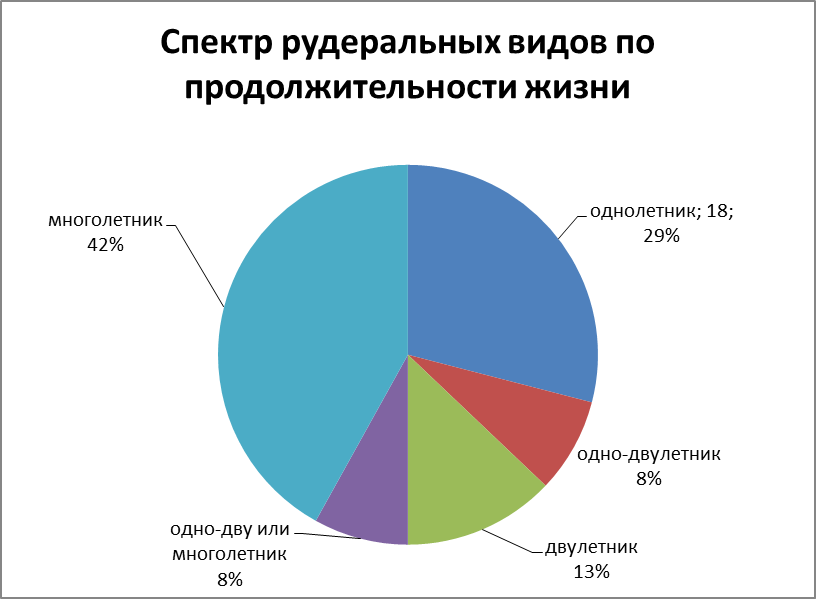 Спектр рудеральных видов по
продолжительности жизни
многолетник
42%
однолетник; 18;
29%
одно-двулетник
8%
одно-дву или
многолетник
8%
двулетник
13%